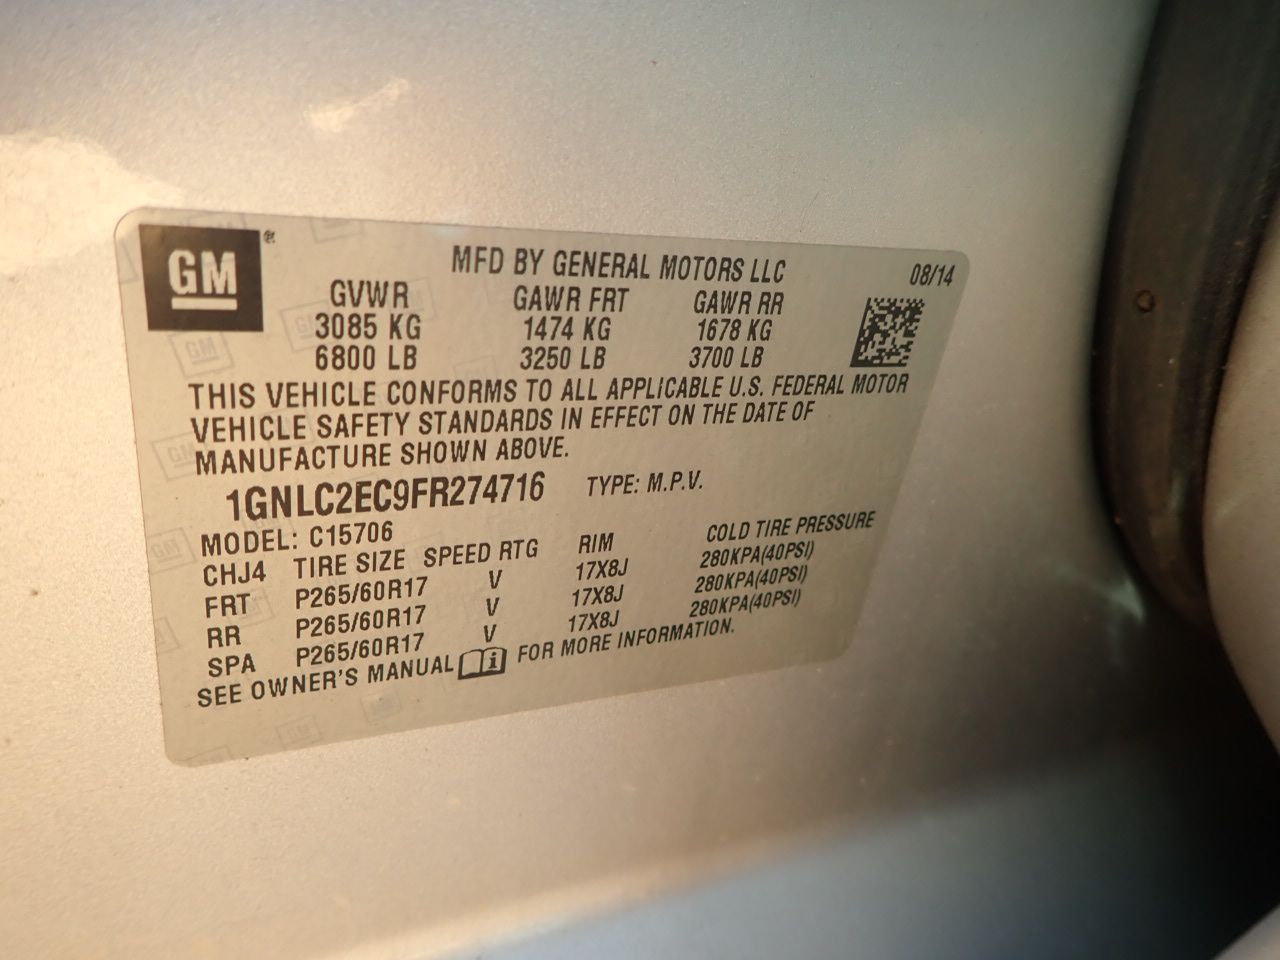 GM ®
MFD BY GENERAL MOTORS LLC 08/14
GVWR GAWR FRT GAWR RR
3085 KG 1474 KG 1678 KG
6800 LB 3250 LB 3700 LB
THIS VEHICLE CONFORMS TO ALL APPLICABLE U.S. FEDERAL MOTOR
VEHICLE SAFETY STANDARDS IN EFFECT ON THE DATE OF
MANUFACTURE SHOWN ABOVE.
1GNLC2EC9FR274716 TYPE: M.P.V.
MODEL: C15706
CHJ4 TIRE SIZE SPEED RTG RIM COLD TIRE PRESSURE
FRT P265/60R17 V 17X8J 280KPA(40PSI)
RR P265/60R17 V 17X8J 280KPA(40PSI)
SPA P265/60R17 V 17X8J 280KPA(40PSI)
SEE OWNER'S MANUAL i FOR MORE INFORMATION.